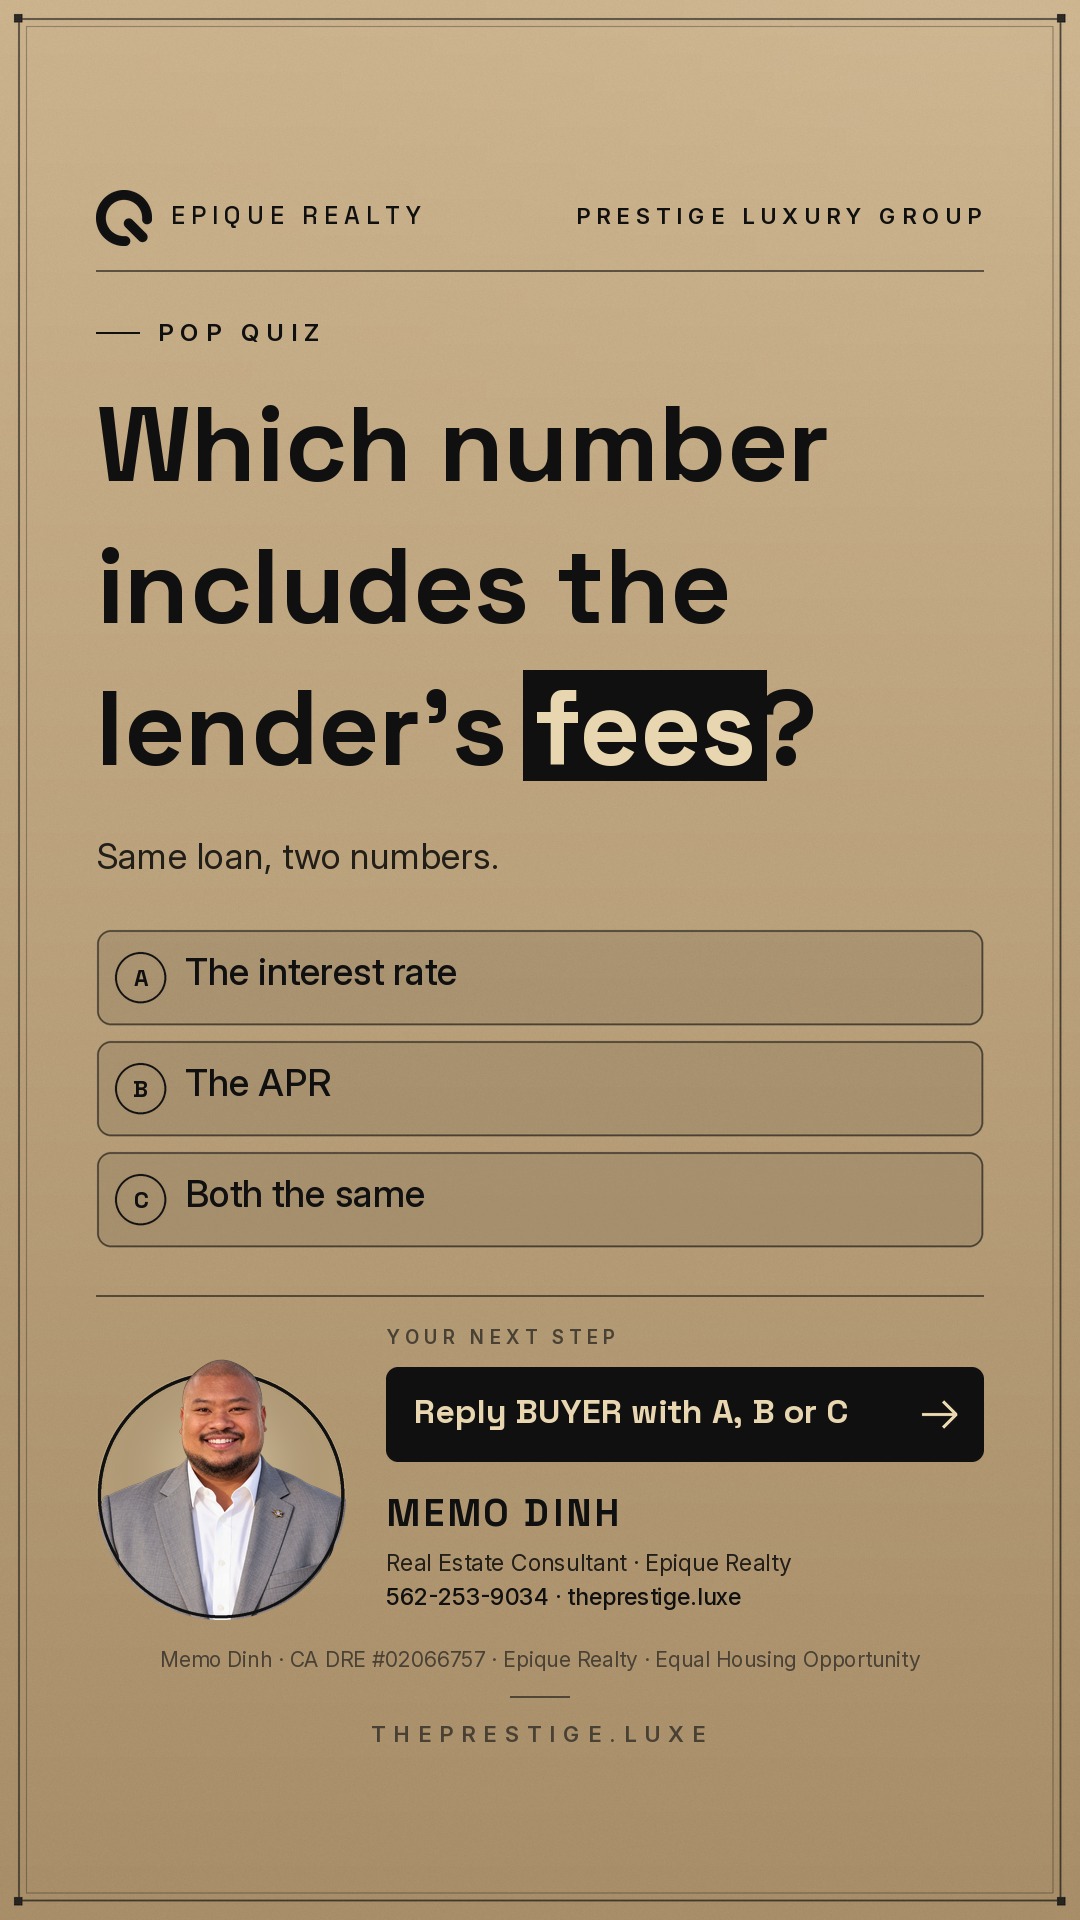 EPIQUE REALTY
PRESTIGE LUXURY GROUP
POP QUIZ
Which number
includes the
lender’s fees?
Same loan, two numbers.
A The interest rate
B The APR
C Both the same
YOUR NEXT STEP
Reply BUYER with A, B or C →
MEMO DINH
Real Estate Consultant · Epique Realty
562-253-9034 · theprestige.luxe
Memo Dinh · CA DRE #02066757 · Epique Realty · Equal Housing Opportunity
THEPRESTIGE.LUXE